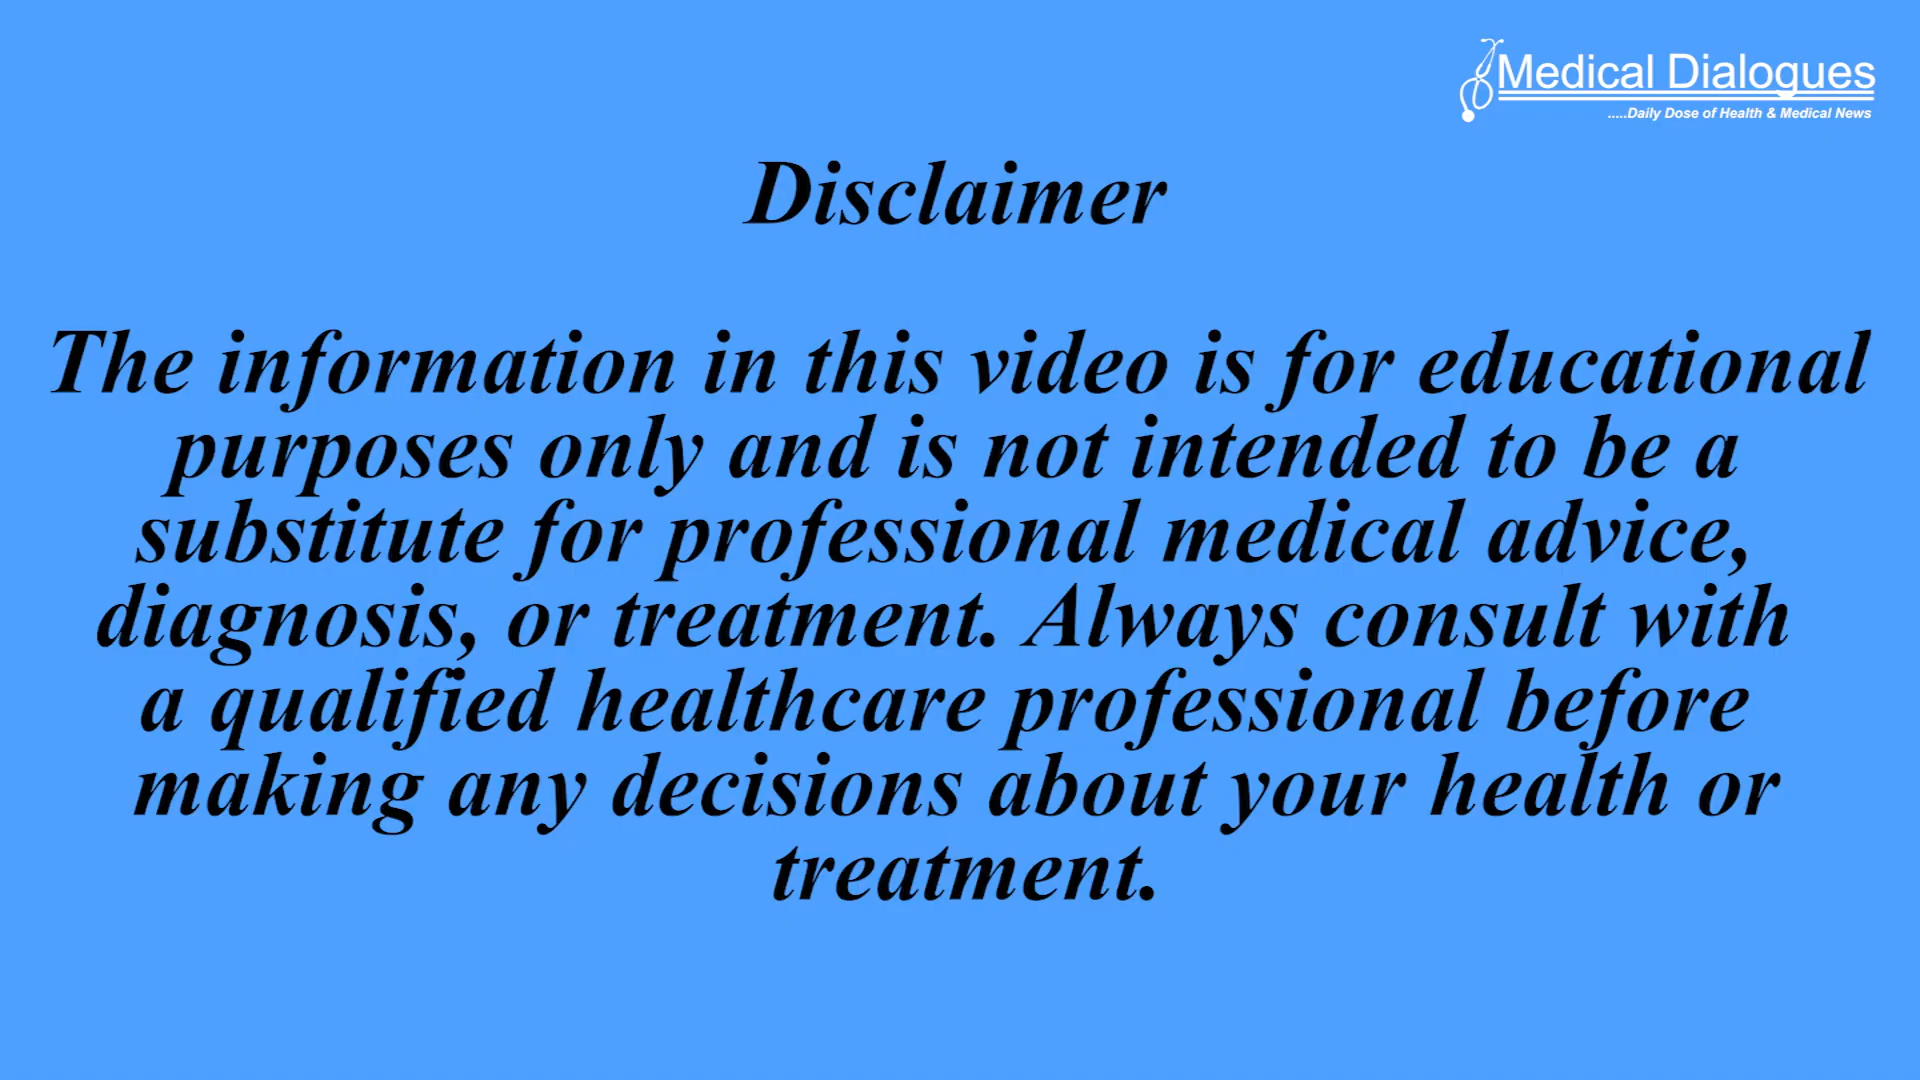 Medical Dialogues
.....Daily Dose of Health & Medical News
Disclaimer
The information in this video is for educational
purposes only and is not intended to be a
substitute for professional medical advice,
diagnosis, or treatment. Always consult with
a qualified healthcare professional before
making any decisions about your health or
treatment.